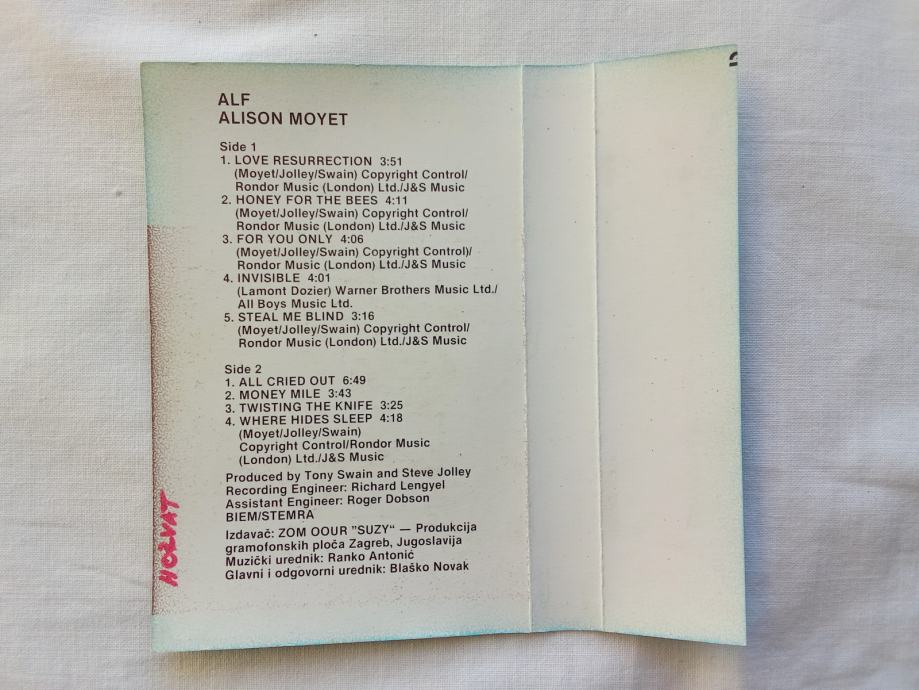 ALF
ALISON MOYET
Side 1
1. LOVE RESURRECTION 3:51
(Moyet/Jolley/Swain) Copyright Control/
Rondor Music (London) Ltd./J&S Music
2. HONEY FOR THE BEES 4:11
(Moyet/Jolley/Swain) Copyright Control/
Rondor Music (London) Ltd./J&S Music
3. FOR YOU ONLY 4:06
(Moyet/Jolley/Swain) Copyright Control)/
Rondor Music (London) Ltd./J&S Music
4. INVISIBLE 4:01
(Lamont Dozier) Warner Brothers Music Ltd./
All Boys Music Ltd.
5. STEAL ME BLIND 3:16
(Moyet/Jolley/Swain) Copyright Control/
Rondor Music (London) Ltd./J&S Music
Side 2
1. ALL CRIED OUT 6:49
2. MONEY MILE 3:43
3. TWISTING THE KNIFE 3:25
4. WHERE HIDES SLEEP 4:18
(Moyet/Jolley/Swain)
Copyright Control/Rondor Music
(London) Ltd./J&S Music
Produced by Tony Swain and Steve Jolley
Recording Engineer: Richard Lengyel
Assistant Engineer: Roger Dobson
BIEM/STEMRA
Izdavač: ZOM OOUR "SUZY“ — Produkcija
gramofonskih ploča Zagreb, Jugoslavija
Muzički urednik: Ranko Antonić
Glavni i odgovorni urednik: Blaško Novak
HORVAT